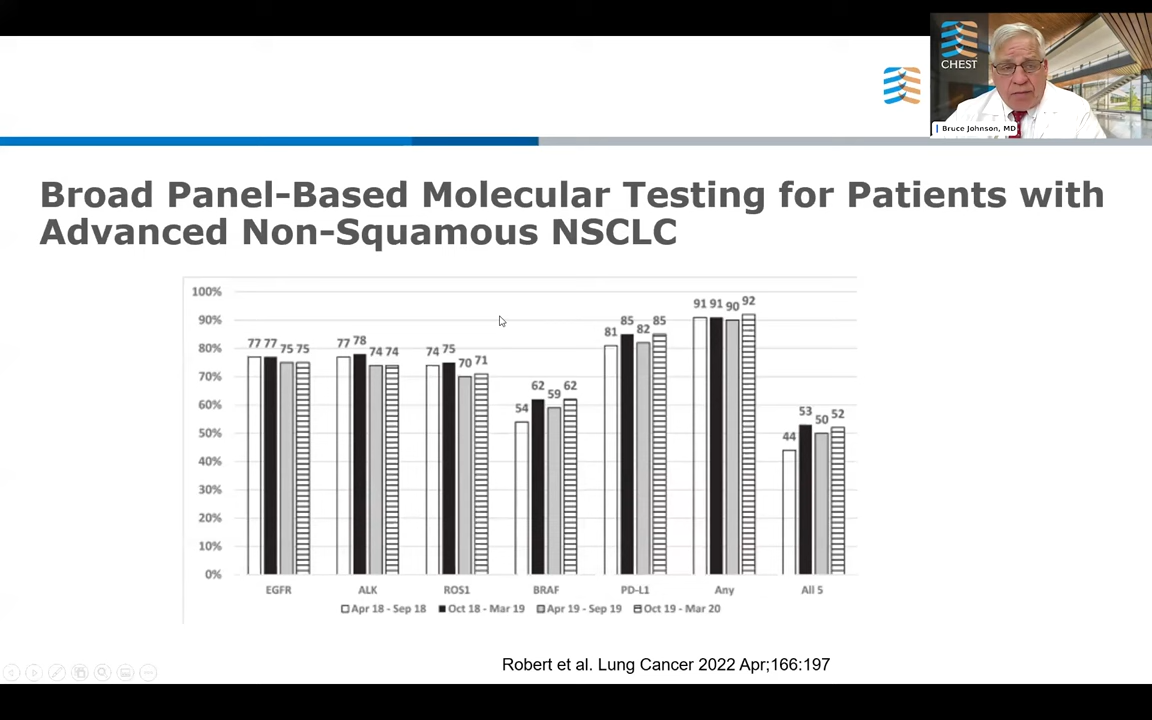 CHEST
Bruce Johnson, MD
Broad Panel-Based Molecular Testing for Patients with
Advanced Non-Squamous NSCLC
100%
90%
80%
70%
60%
50%
40%
30%
20%
10%
0%
77 77 75 75
77 78 74 74
74 75 70 71
54 62 59 62
81 85 82 85
91 91 90 92
44 53 50 52
EGFR ALK ROS1 BRAF PD-L1 Any All 5
Apr 18 - Sep 18 Oct 18 - Mar 19 Apr 19 - Sep 19 Oct 19 - Mar 20
Robert et al. Lung Cancer 2022 Apr;166:197